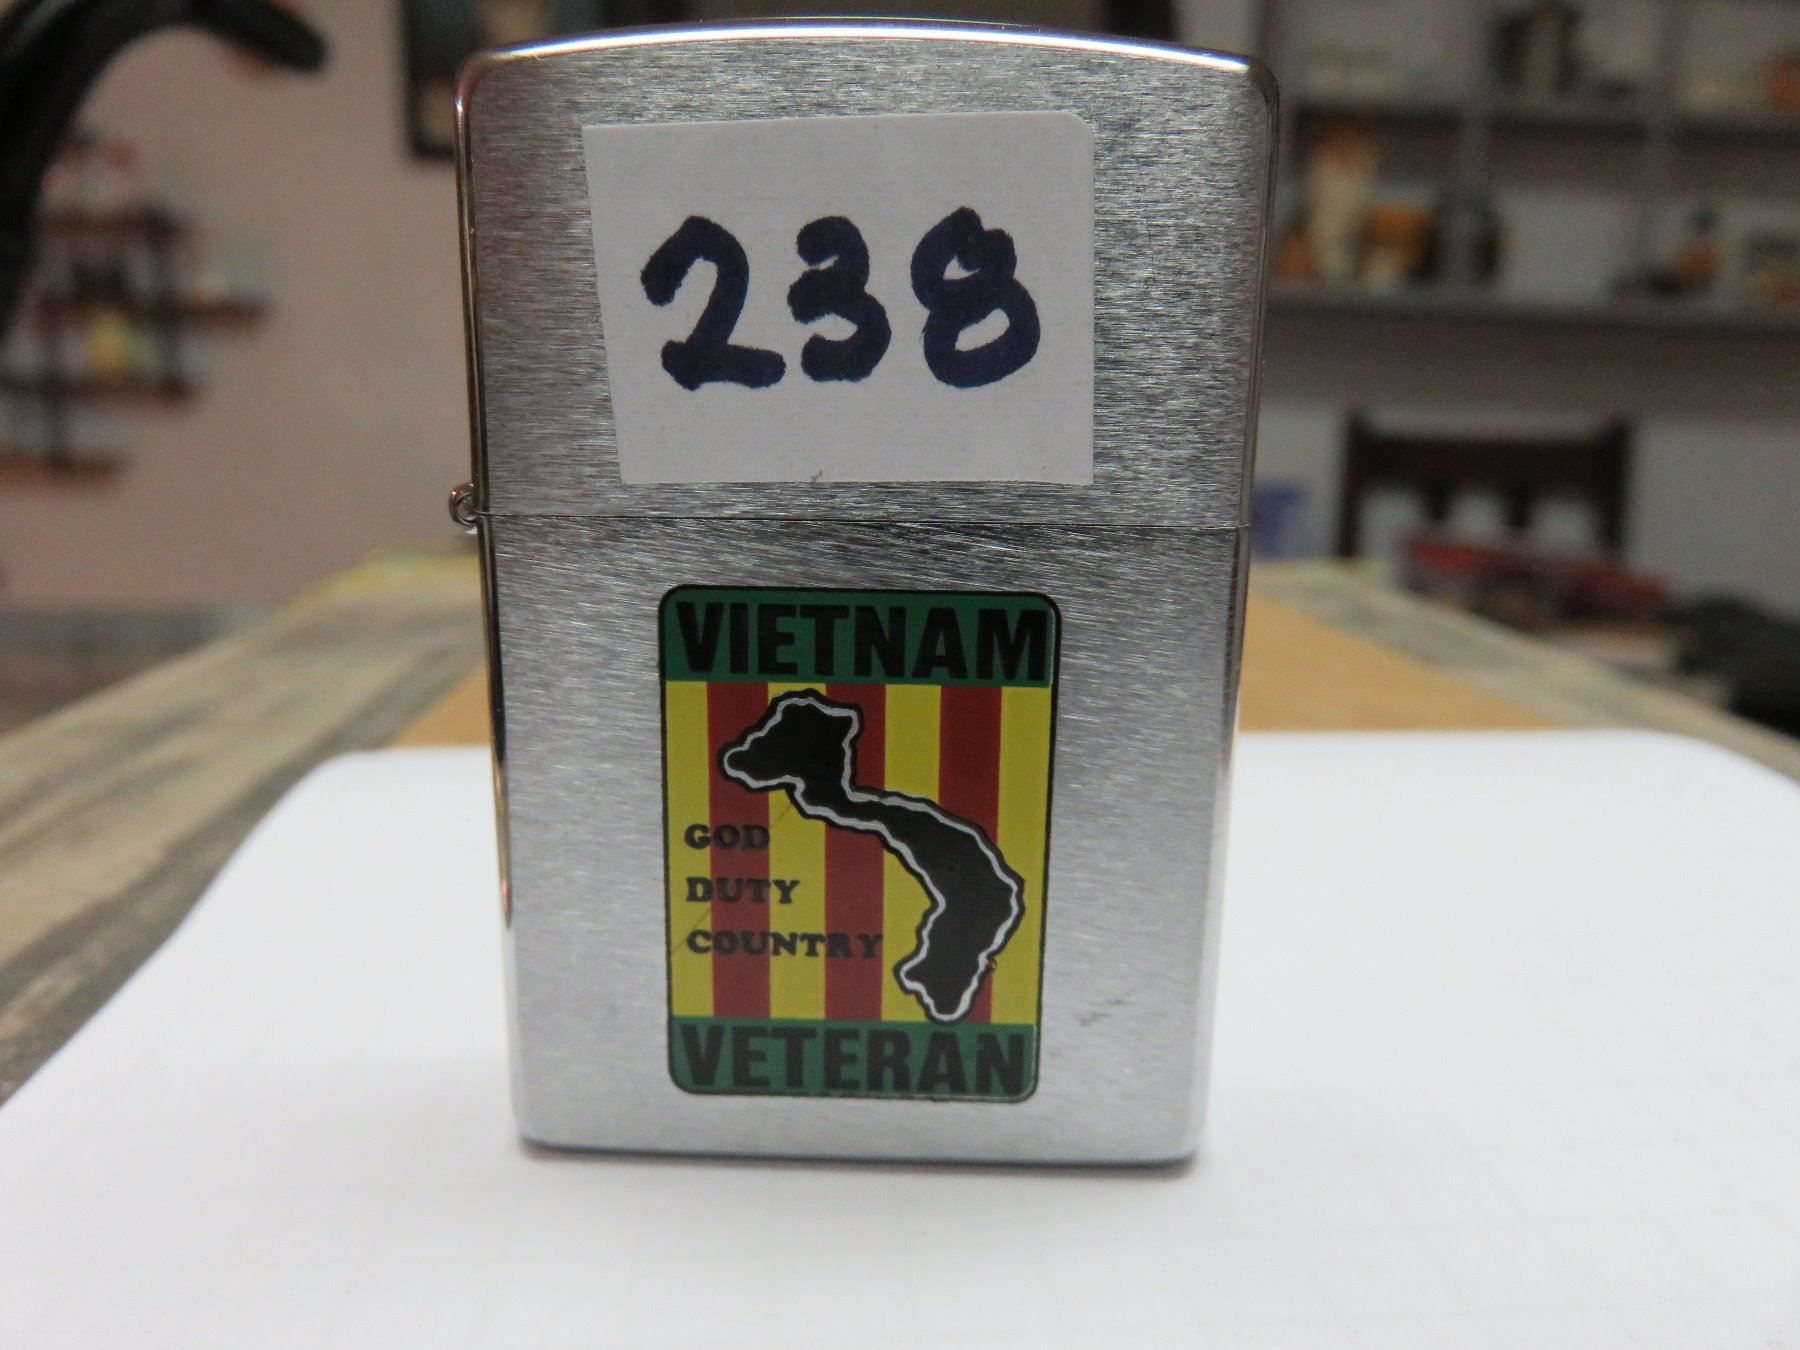 238
VIETNAM
GOD
DUTY
COUNTRY
VETERAN